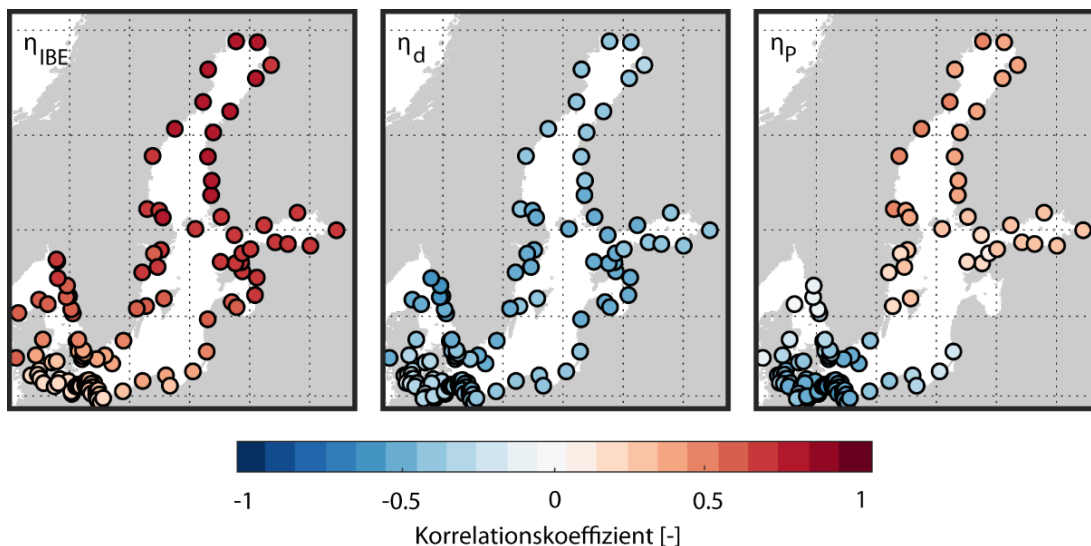 η_IBE
η_d
η_P
-1 -0.5 0 0.5 1
Korrelationskoeffizient [-]